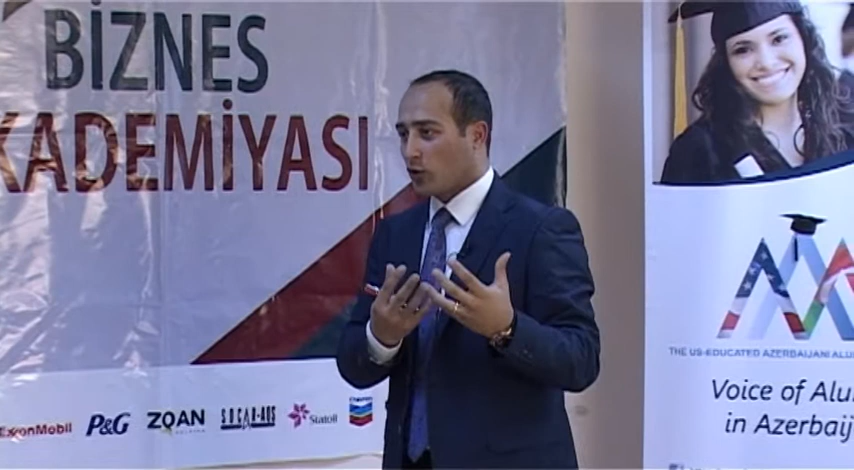 BİZNES
KADEMİYASI
ExxonMobil P&G ZQAN SOCAR-AQS Statoil
THE US-EDUCATED AZERBAIJANI ALU
Voice of Alu
in Azerbaij